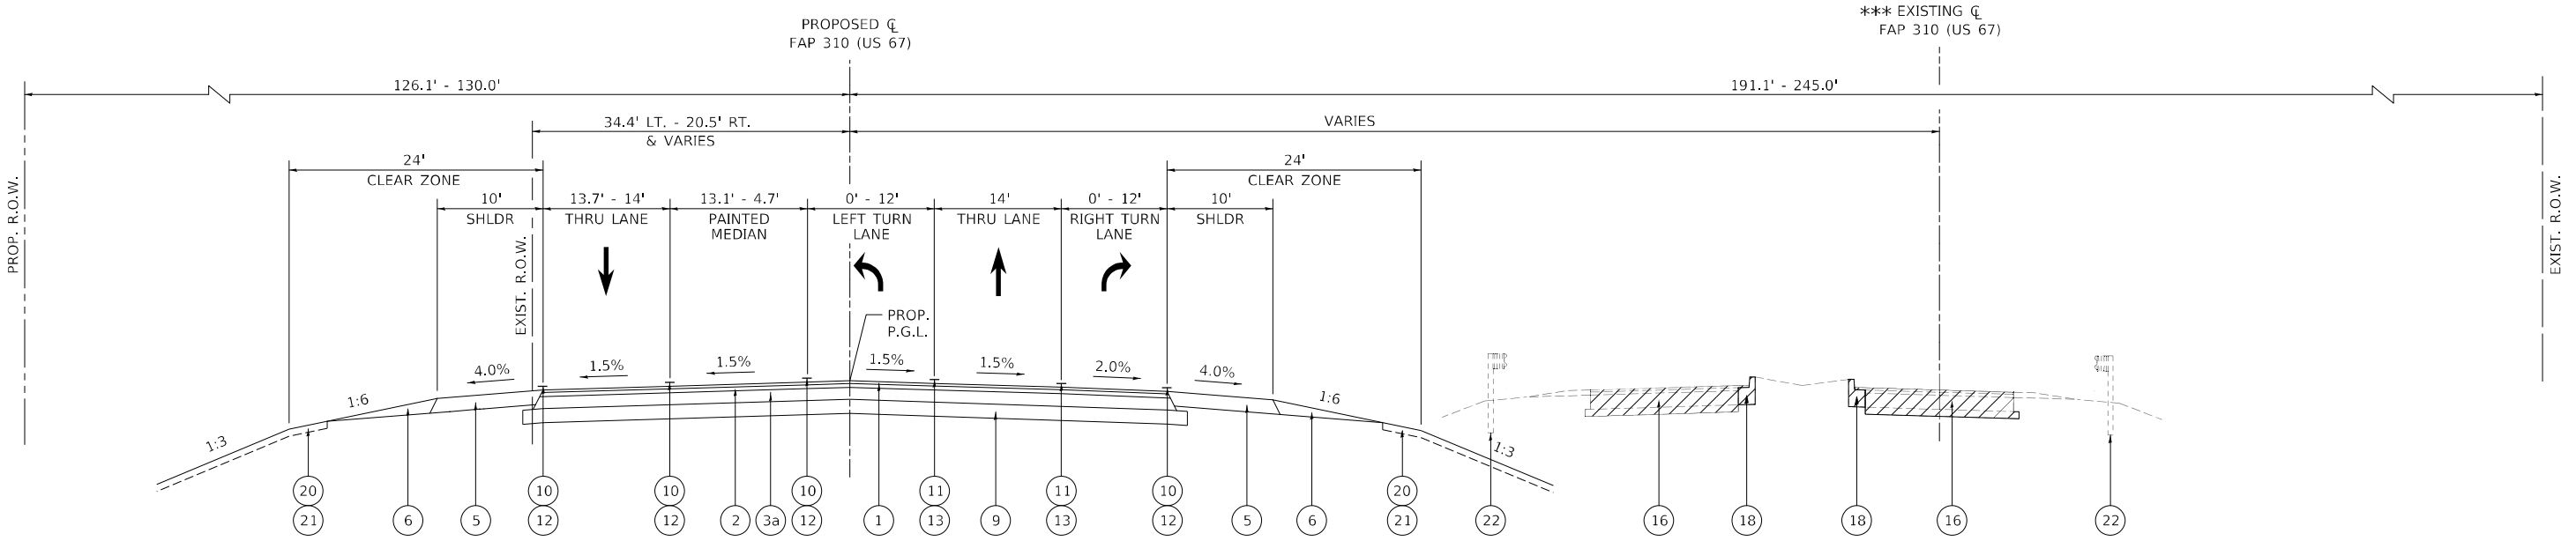 PROPOSED ℄
FAP 310 (US 67)
*** EXISTING ℄
FAP 310 (US 67)
126.1' - 130.0'
191.1' - 245.0'
34.4' LT. - 20.5' RT.
& VARIES
VARIES
24'
CLEAR ZONE
24'
CLEAR ZONE
10'
SHLDR
13.7' - 14'
THRU LANE
13.1' - 4.7'
PAINTED
MEDIAN
0' - 12'
LEFT TURN
LANE
14'
THRU LANE
0' - 12'
RIGHT TURN
LANE
10'
SHLDR
PROP. R.O.W.
EXIST. R.O.W.
EXIST. R.O.W.
PROP.
P.G.L.
4.0%
1.5%
1.5%
1.5%
1.5%
2.0%
4.0%
1:6
1:6
1:3
1:3
20
21
6
5
10
12
10
12
2
3a
10
12
1
11
13
9
11
13
10
12
5
6
20
21
22
16
18
18
16
22